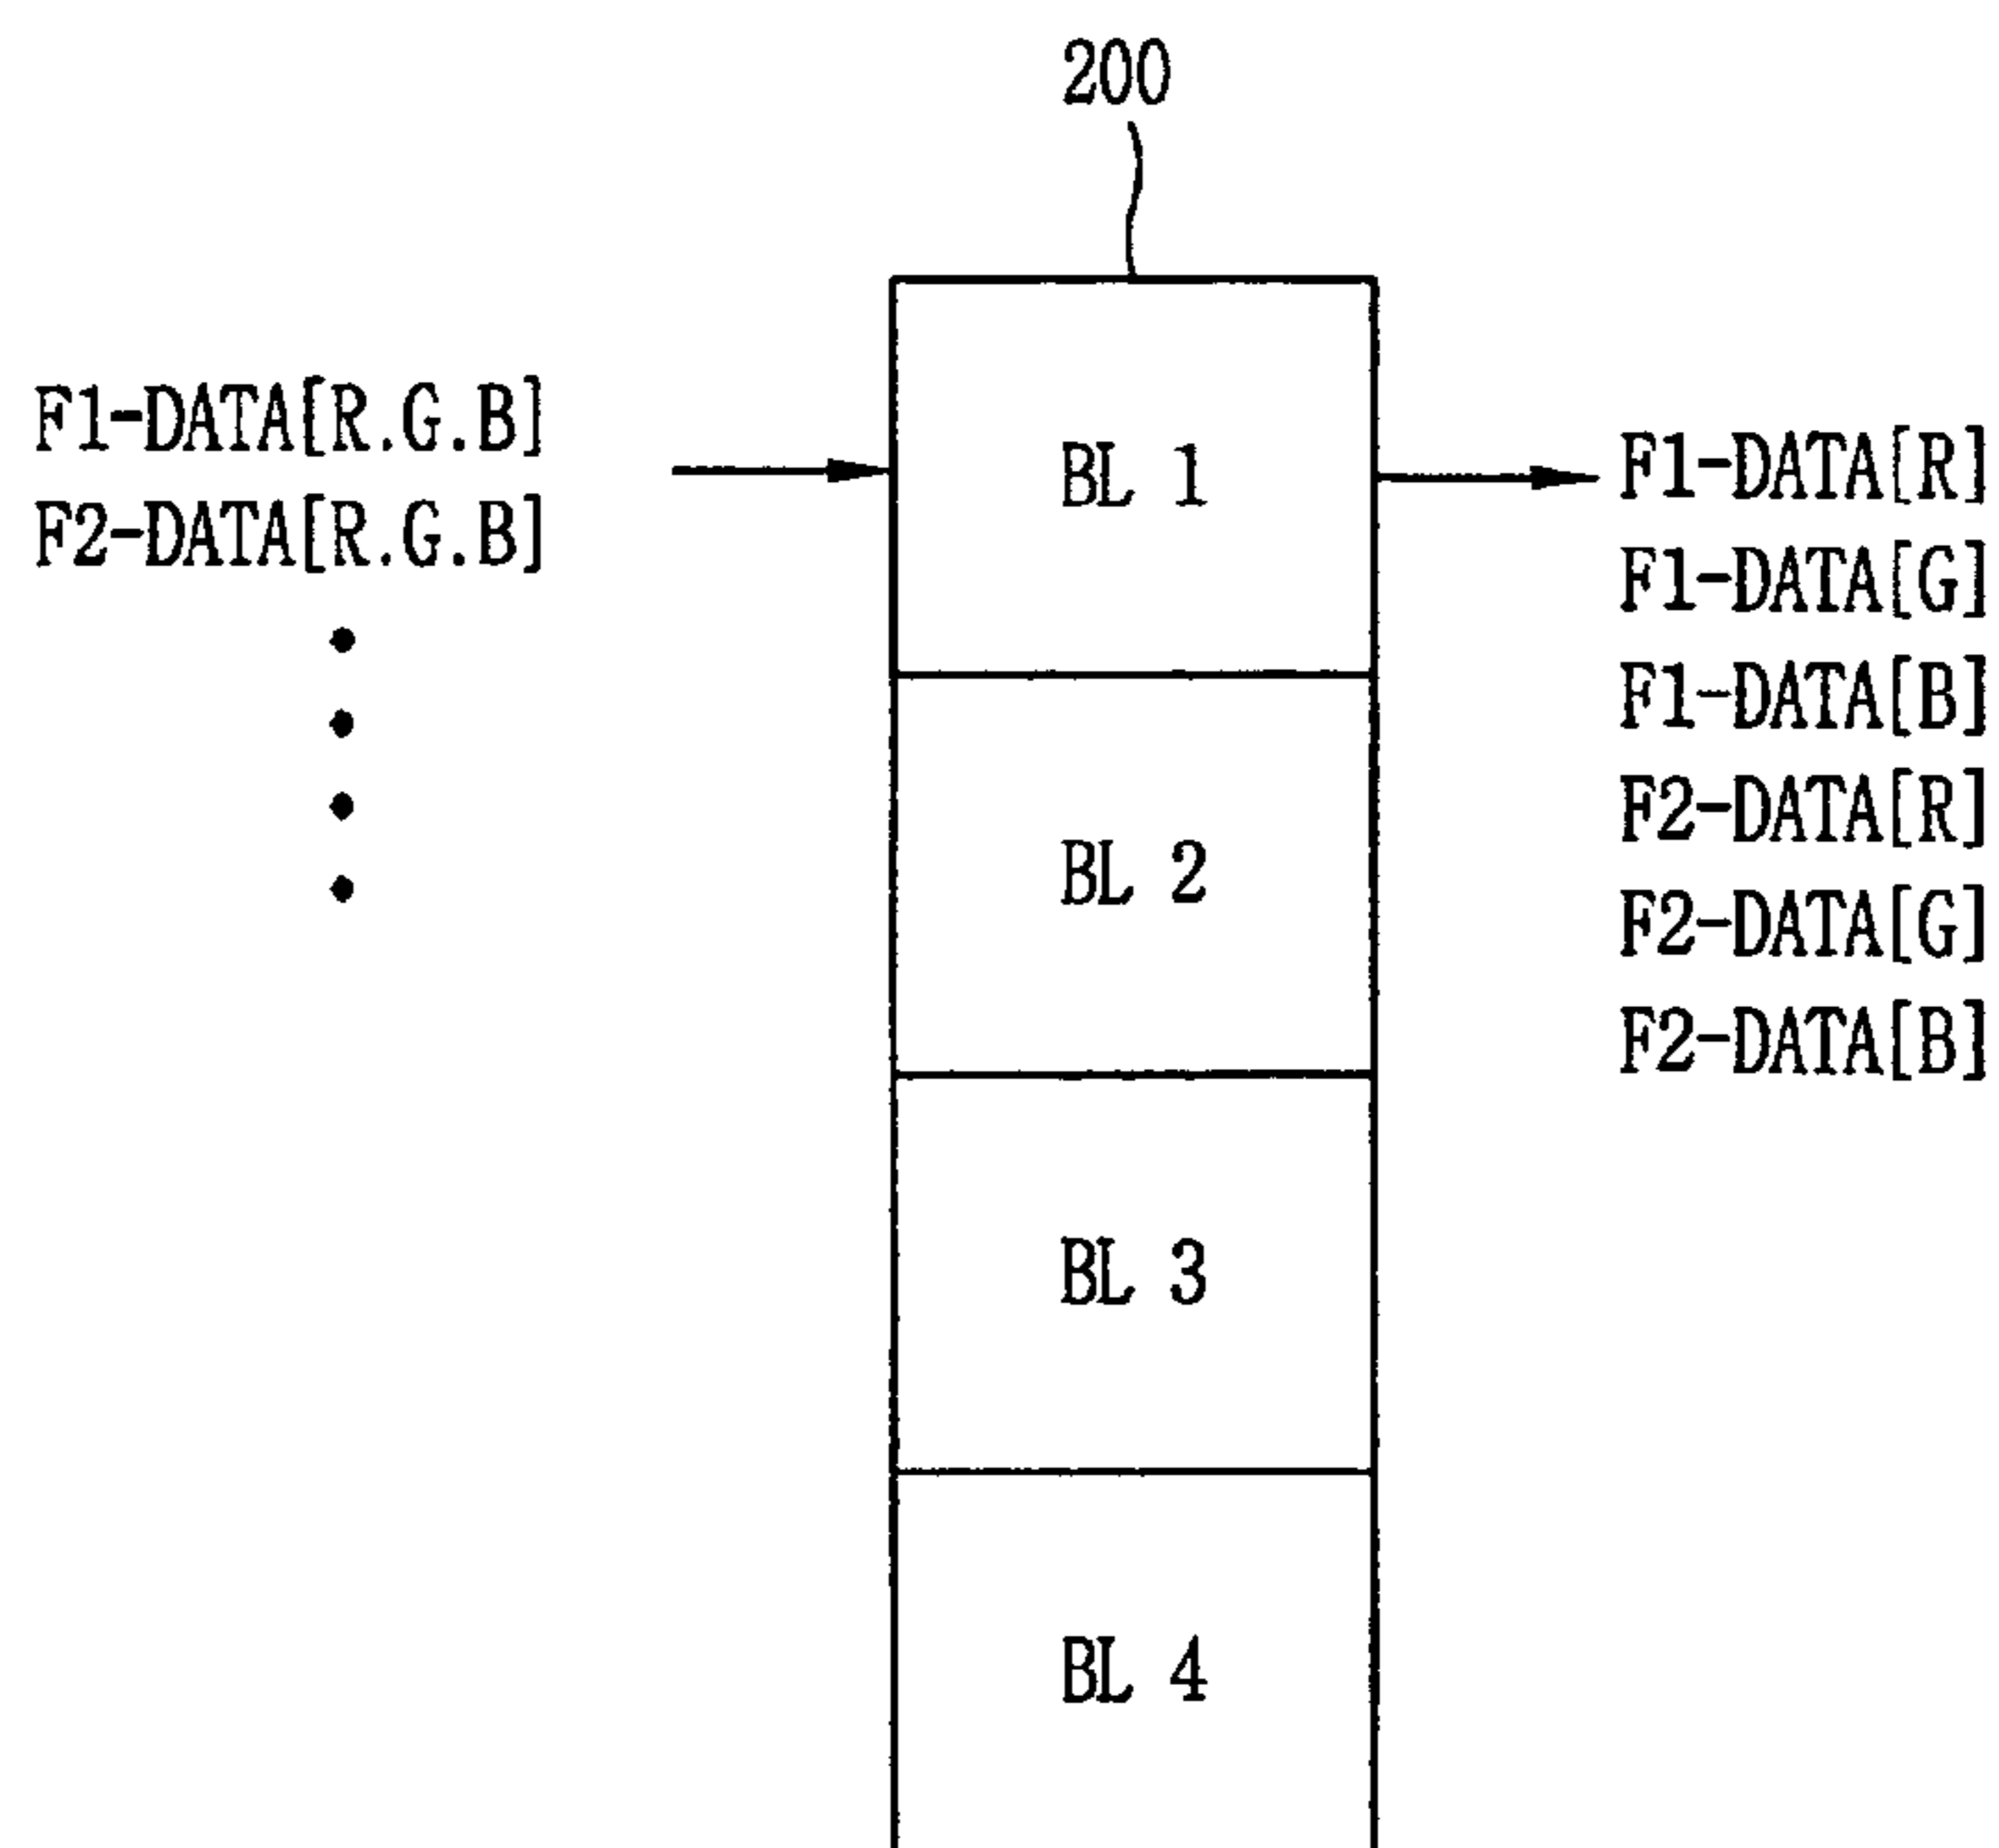 200
F1-DATA[R.G.B]
F2-DATA[R.G.B]
BL 1
BL 2
BL 3
BL 4
F1-DATA[R]
F1-DATA[G]
F1-DATA[B]
F2-DATA[R]
F2-DATA[G]
F2-DATA[B]